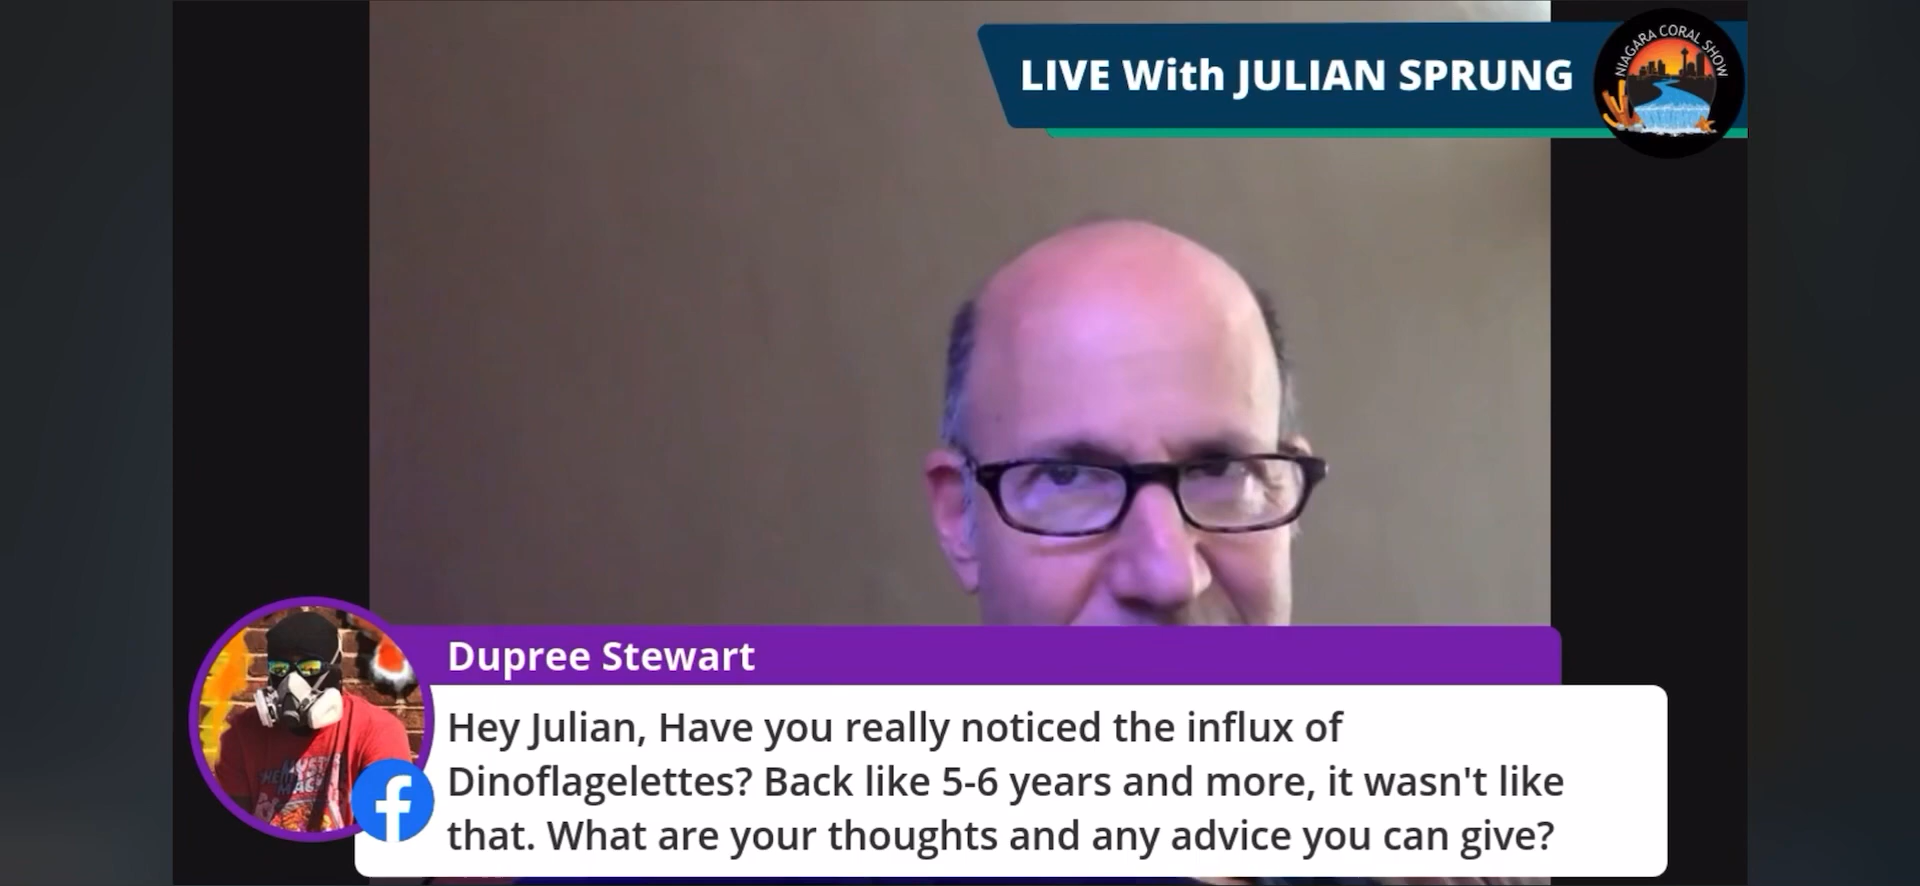 LIVE With JULIAN SPRUNG
NIAGARA CORAL SHOW
Dupree Stewart
Hey Julian, Have you really noticed the influx of
Dinoflagelettes? Back like 5-6 years and more, it wasn't like
that. What are your thoughts and any advice you can give?